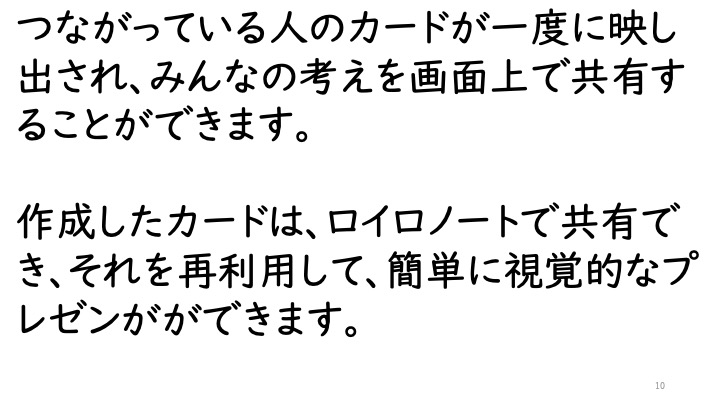 つながっている人のカードが一度に映し
出され、みんなの考えを画面上で共有す
ることができます。
作成したカードは、ロイロノートで共有で
き、それを再利用して、簡単に視覚的なプ
レゼンがができます。
10